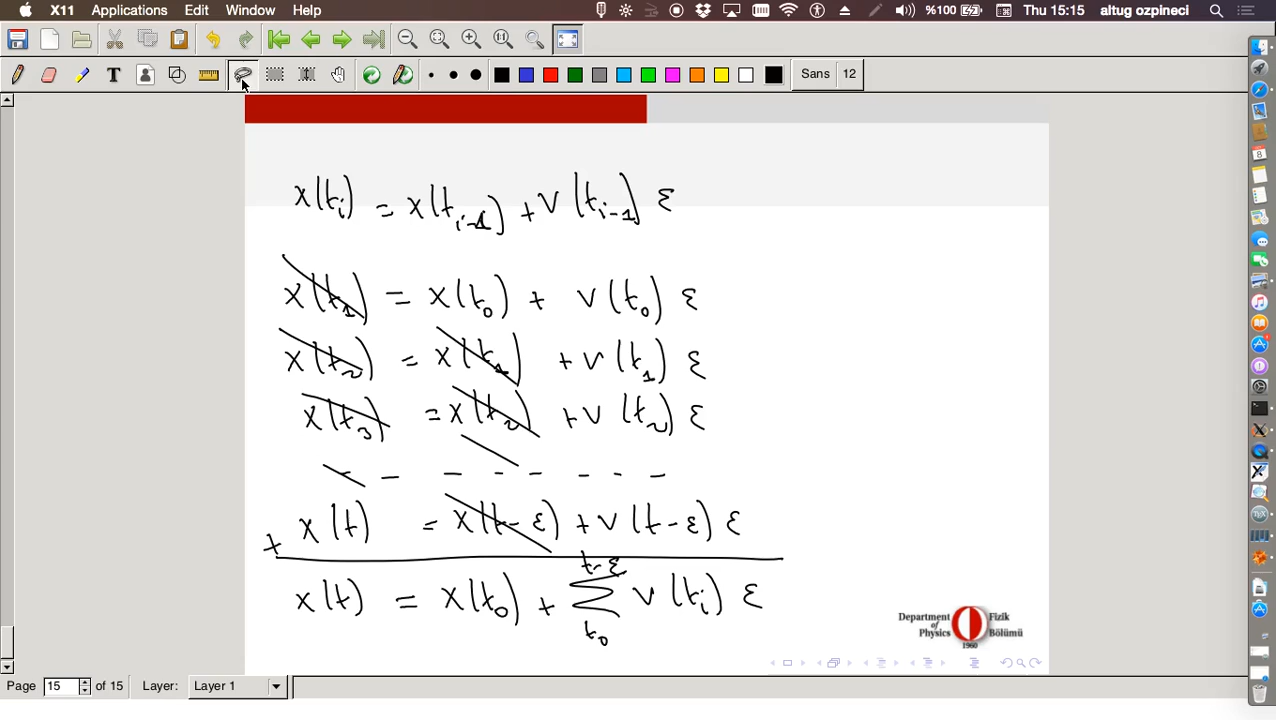 X11 Applications Edit Window Help %100 Thu 15:15 altug ozpineci
Sans 12
x(tᵢ) = x(tᵢ₋₁) + v(tᵢ₋₁) ε
x(t₁) = x(t₀) + v(t₀) ε
x(t₂) = x(t₁) + v(t₁) ε
x(t₃) = x(t₂) + v(t₂) ε
- - - - - - - -
+ x(t) = x(t-ε) + v(t-ε) ε
x(t) = x(t₀) + Σ_{t₀}^{t-ε} v(tᵢ) ε
Department of Physics Fizik Bölümü
1960
Page 15 of 15 Layer: Layer 1